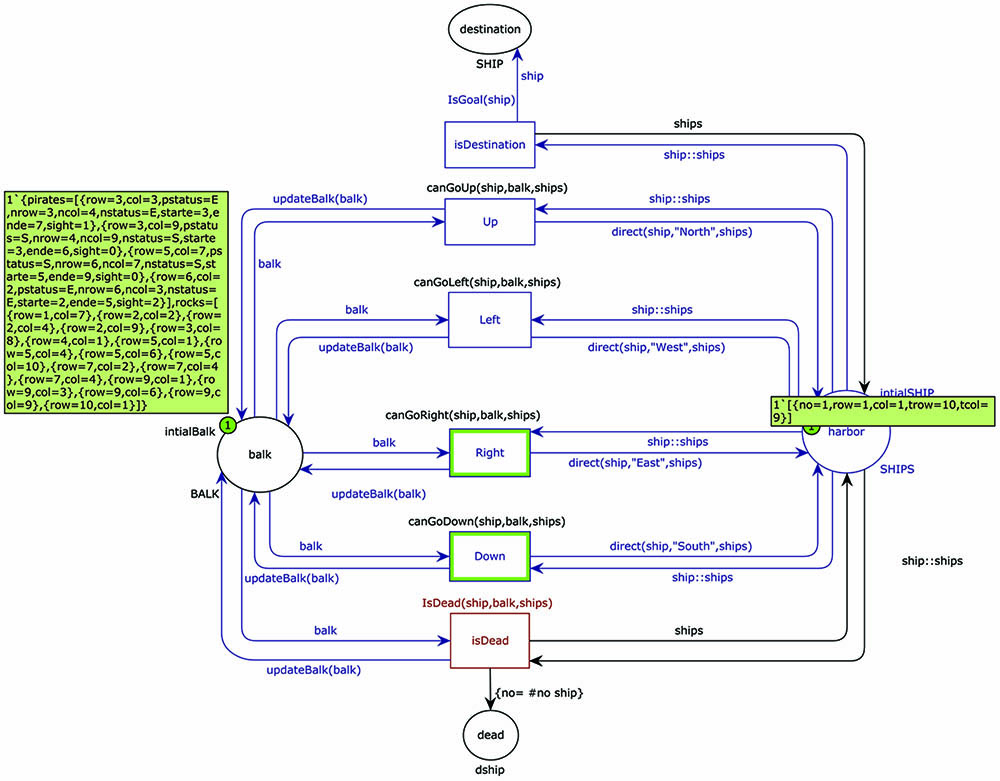 destination
SHIP
ship
IsGoal(ship)
isDestination
ships
ship::ships
canGoUp(ship,balk,ships)
updateBalk(balk)
Up
ship::ships
direct(ship,"North",ships)
balk
1`{pirates=[{row=3,col=3,pstatus=E
,nrow=3,ncol=4,nstatus=E,starte=3,e
nde=7,sight=1},{row=3,col=9,pstat
us=S,nrow=4,ncol=9,nstatus=S,starte
=3,ende=6,sight=0},{row=5,col=7,ps
tatus=S,nrow=6,ncol=7,nstatus=S,st
arte=5,ende=9,sight=0},{row=6,col=
2,pstatus=E,nrow=6,ncol=3,nstatus=
E,starte=2,ende=5,sight=2}],rocks=[
{row=1,col=7},{row=2,col=2},{row=
2,col=4},{row=2,col=9},{row=3,col=
8},{row=4,col=1},{row=5,col=1},{ro
w=5,col=4},{row=5,col=6},{row=5,c
ol=10},{row=7,col=2},{row=7,col=4
},{row=7,col=4},{row=9,col=1},{ro
w=9,col=3},{row=9,col=6},{row=9,c
ol=9},{row=10,col=1}]}
canGoLeft(ship,balk,ships)
balk
Left
ship::ships
updateBalk(balk)
direct(ship,"West",ships)
intialSHIP
1`[{no=1,row=1,col=1,trow=10,tcol=
9}]
1
harbor
SHIPS
intialBalk
1
balk
BALK
canGoRight(ship,balk,ships)
balk
Right
ship::ships
direct(ship,"East",ships)
updateBalk(balk)
canGoDown(ship,balk,ships)
balk
Down
direct(ship,"South",ships)
updateBalk(balk)
ship::ships
ship::ships
IsDead(ship,balk,ships)
balk
isDead
ships
updateBalk(balk)
{no= #no ship}
dead
dship